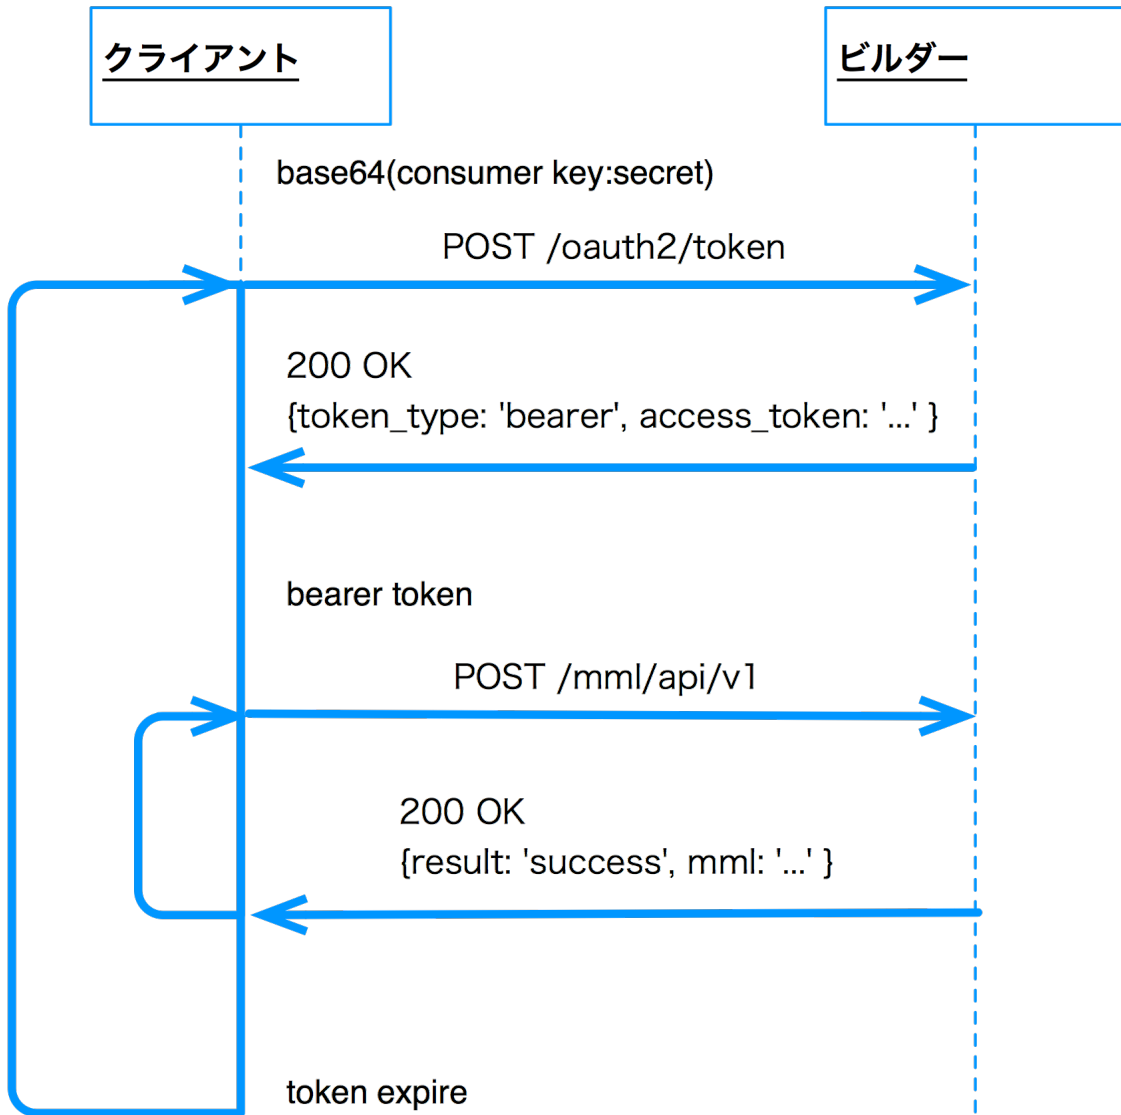 クライアント
ビルダー
base64(consumer key:secret)
POST /oauth2/token
200 OK
{token_type: 'bearer', access_token: '...' }
bearer token
POST /mml/api/v1
200 OK
{result: 'success', mml: '...' }
token expire